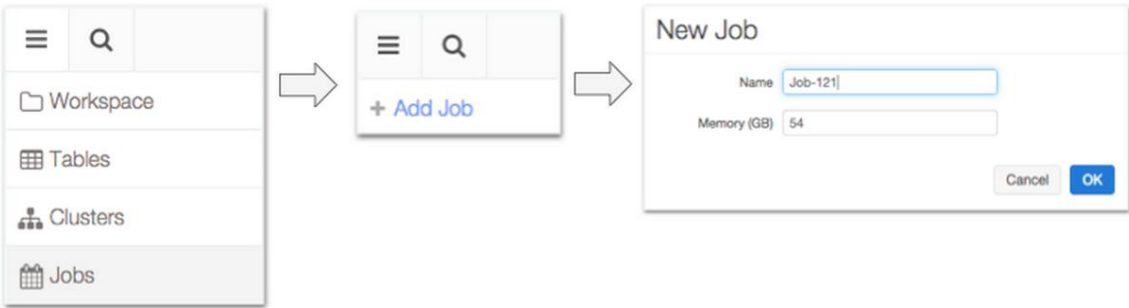 Workspace
Tables
Clusters
Jobs
+ Add Job
New Job
Name Job-121
Memory (GB) 54
Cancel OK